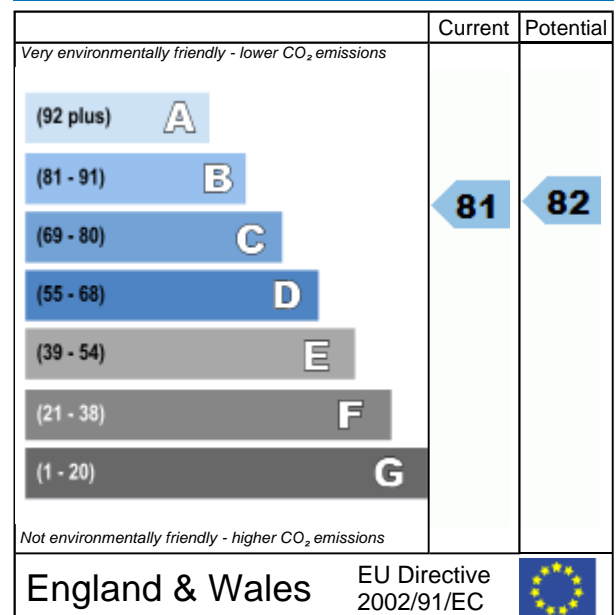 Current Potential
Very environmentally friendly - lower CO₂ emissions
(92 plus) A
(81 - 91) B
81 82
(69 - 80) C
(55 - 68) D
(39 - 54) E
(21 - 38) F
(1 - 20) G
Not environmentally friendly - higher CO₂ emissions
England & Wales
EU Directive
2002/91/EC